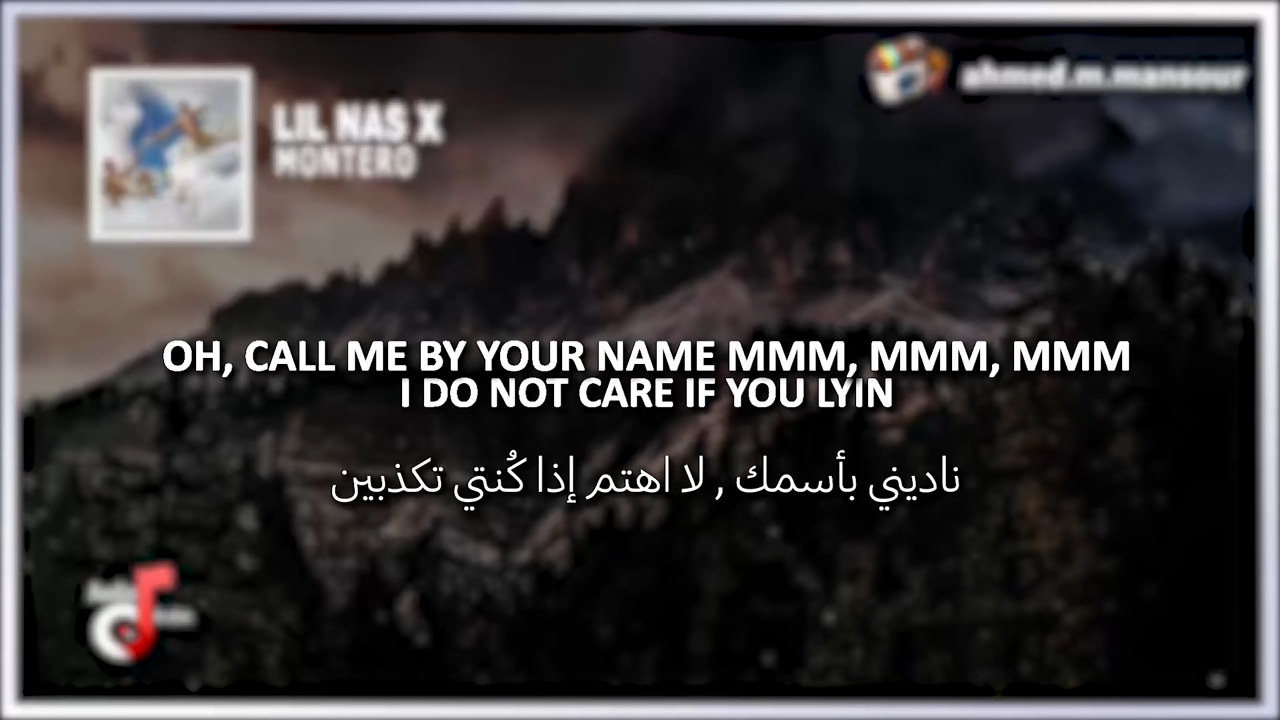 LIL NAS X
MONTERO
ahmed.m.mansour
OH, CALL ME BY YOUR NAME MMM, MMM, MMM
I DO NOT CARE IF YOU LYIN
ناديني بأسمك , لا اهتم إذا كُنتي تكذبين